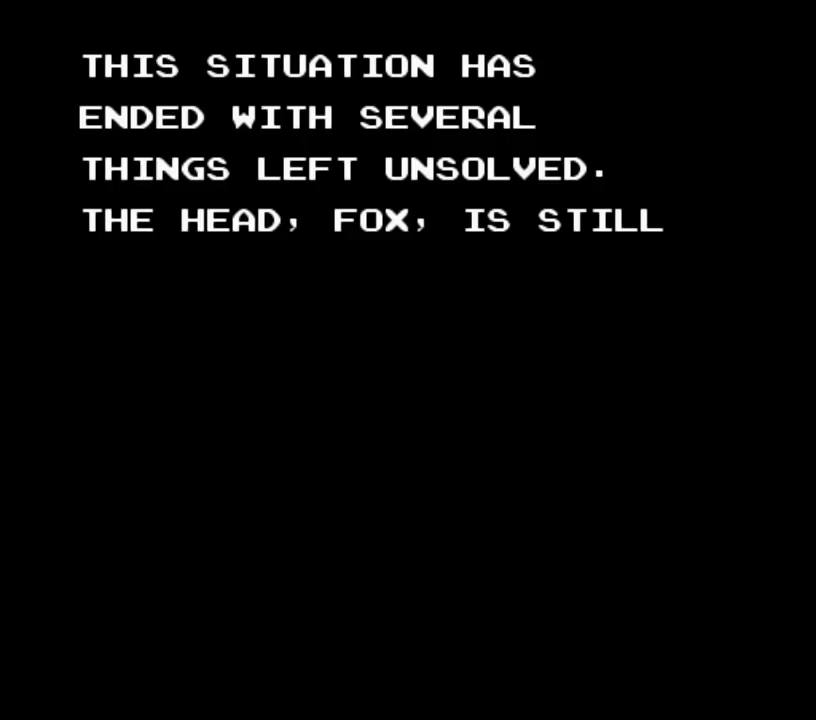 THIS SITUATION HAS
ENDED WITH SEVERAL
THINGS LEFT UNSOLVED.
THE HEAD, FOX, IS STILL